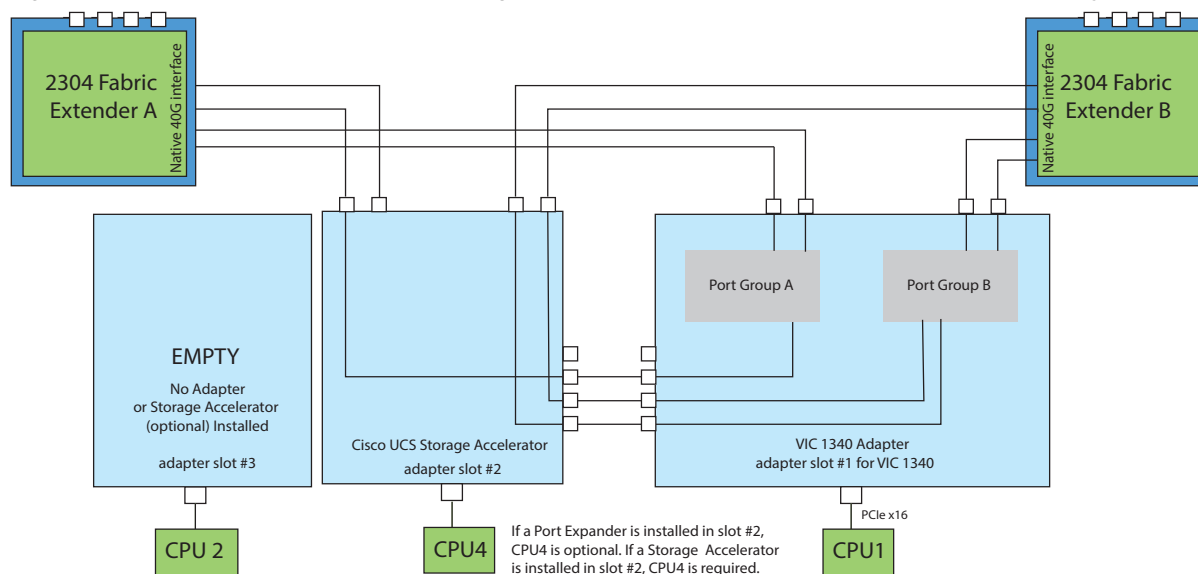 2304 Fabric
Extender A
Native 40G interface
Native 40G interface
2304 Fabric
Extender B
EMPTY
No Adapter
or Storage Accelerator
(optional) Installed
adapter slot #3
Cisco UCS Storage Accelerator
adapter slot #2
Port Group A
Port Group B
VIC 1340 Adapter
adapter slot #1 for VIC 1340
PCIe x16
CPU 2
CPU4
If a Port Expander is installed in slot #2,
CPU4 is optional. If a Storage Accelerator
is installed in slot #2, CPU4 is required.
CPU1